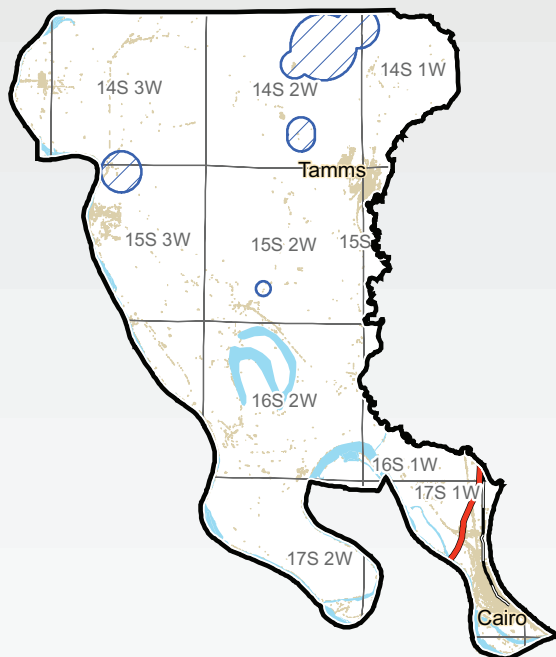 14S 3W
14S 2W
14S 1W
Tamms
15S 3W
15S 2W
15S
16S 2W
16S 1W
17S 1W
17S 2W
Cairo